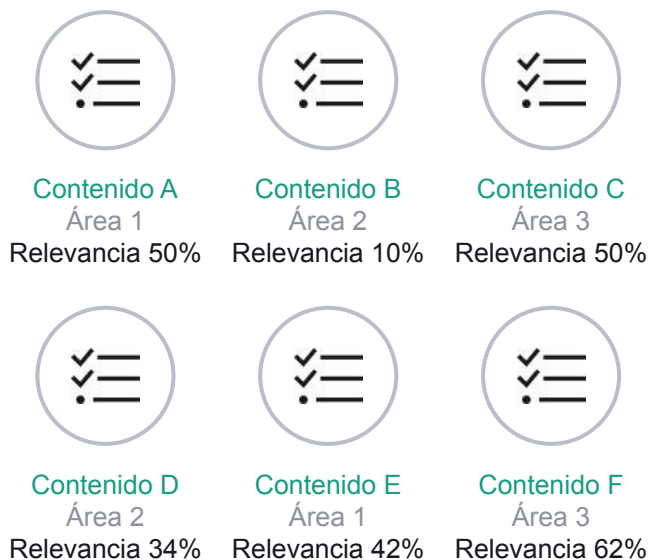 Contenido A
Área 1
Relevancia 50%
Contenido B
Área 2
Relevancia 10%
Contenido C
Área 3
Relevancia 50%
Contenido D
Área 2
Relevancia 34%
Contenido E
Área 1
Relevancia 42%
Contenido F
Área 3
Relevancia 62%